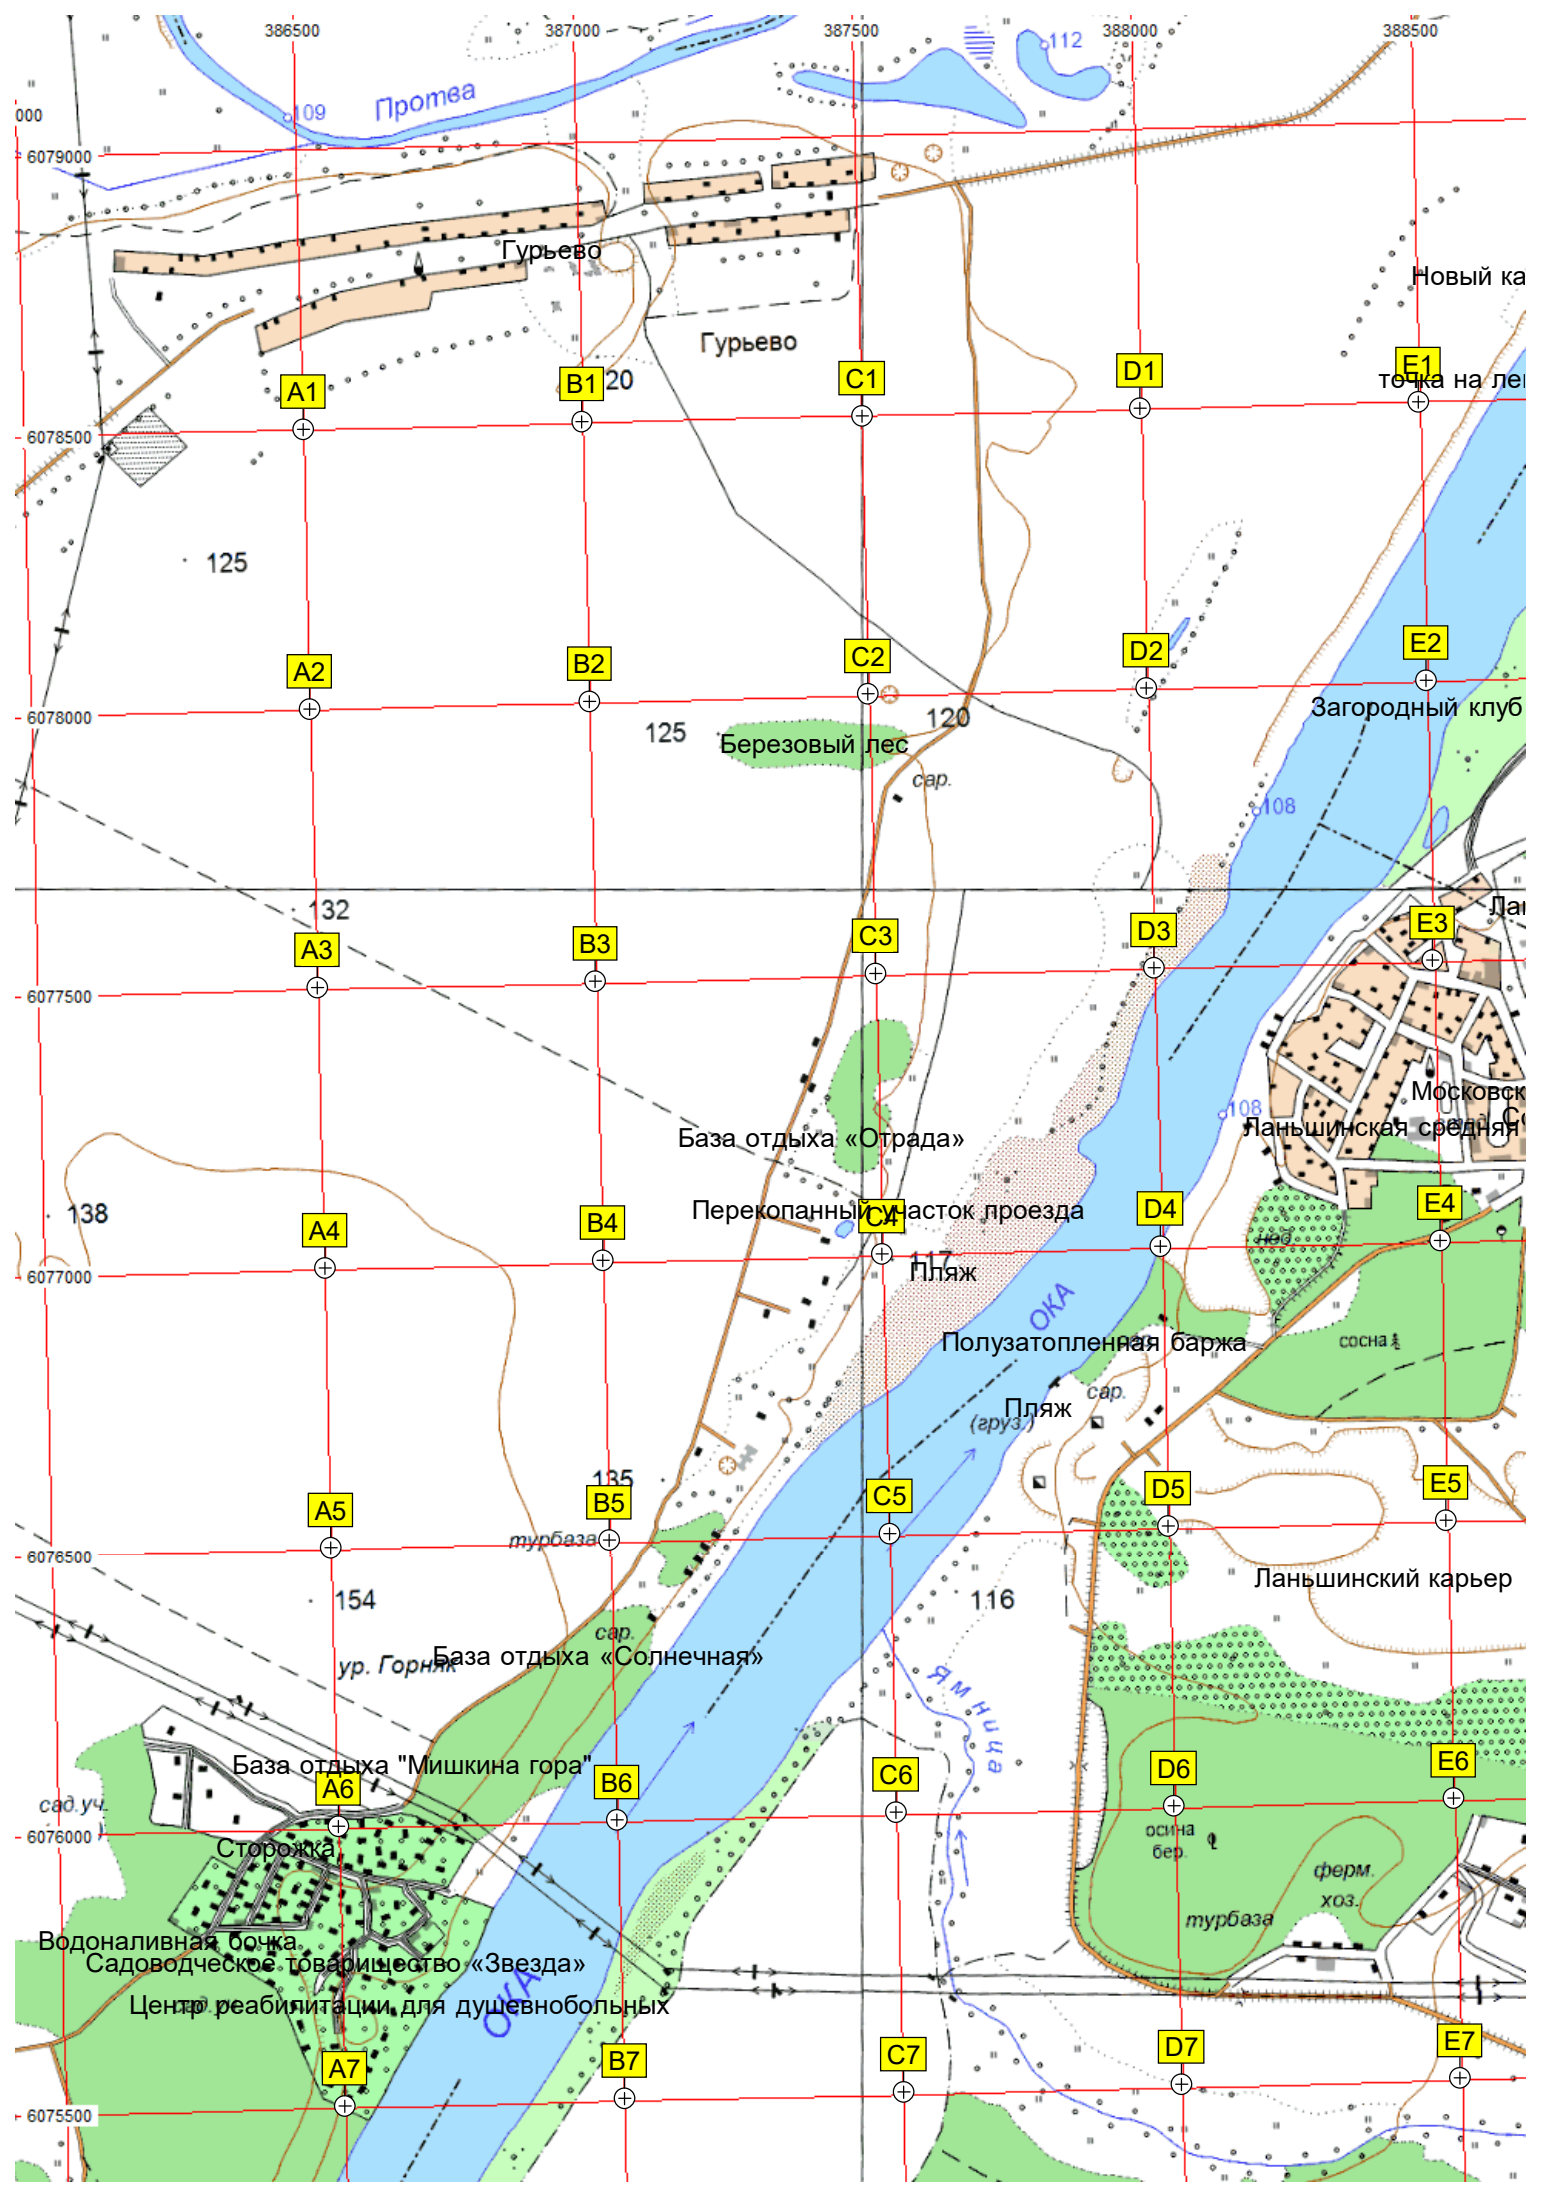 386500 387000 387500 388000 388500
112
109
Протва
000
6079000
Гурьево
Новый ка
Гурьево
A1 B1 20 C1 D1 E1
точка на ле
6078500
125
A2 B2 C2 D2 E2
6078000
125
120
Загородный клуб
Березовый лес
сар.
108
132
Ла
A3 B3 C3 D3 E3
6077500
Московск
108
Ланьшинская средняя
База отдыха «Отрада»
138
Перекопанный участок проезда
A4 B4 C4 D4 E4
6077000
117
Пляж
ОКА
Полузатопленная баржа
сосна
сар.
Пляж
(груз.)
135
A5 B5 C5 D5 E5
турбаза
6076500
Ланьшинский карьер
154
116
сар.
ур. Горняк
База отдыха «Солнечная»
Ямница
База отдыха "Мишкина гора"
A6 B6 C6 D6 E6
сад.уч.
6076000
осина
бер.
Сторожка
ферм.
хоз.
турбаза
Водоналивная бочка
Садоводческое товарищество «Звезда»
ОКА
Центр реабилитации для душевнобольных
A7 B7 C7 D7 E7
6075500